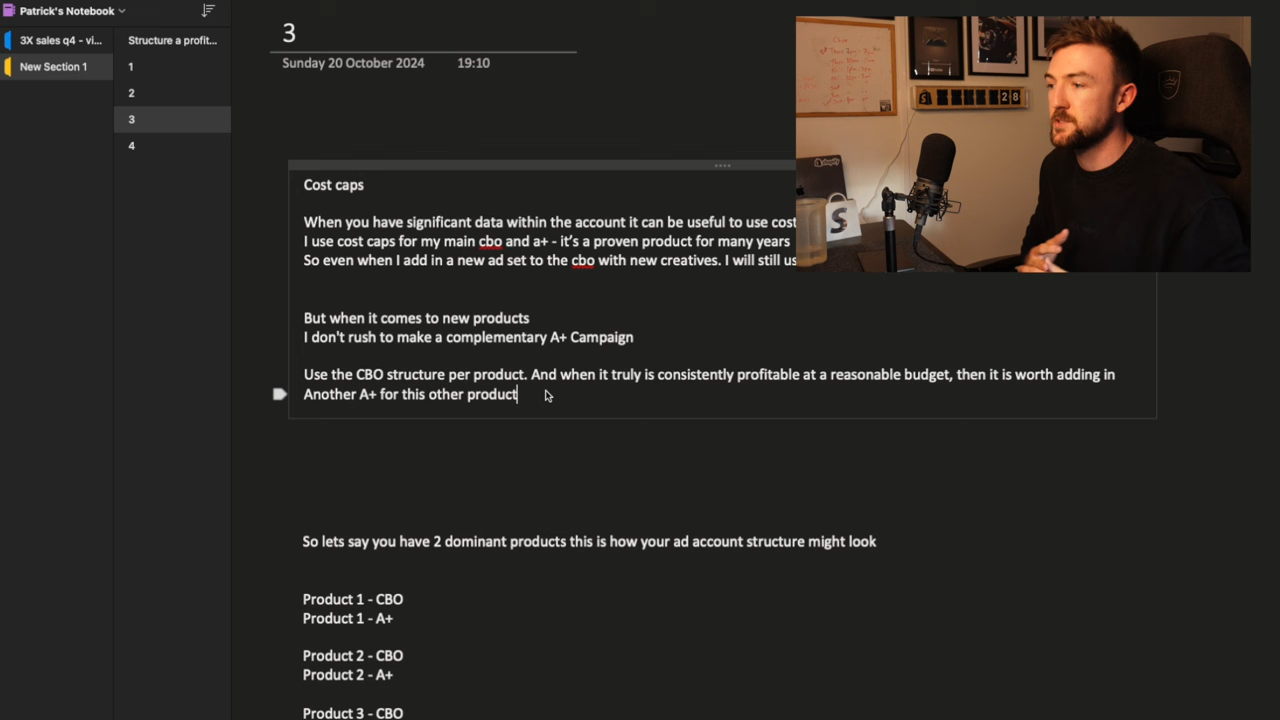 Patrick's Notebook
3X sales q4 - vi...
New Section 1
Structure a profit...
1
2
3
4
3
Sunday 20 October 2024 19:10
Cost caps
When you have significant data within the account it can be useful to use cost
I use cost caps for my main cbo and a+ - it's a proven product for many years
So even when I add in a new ad set to the cbo with new creatives. I will still us
But when it comes to new products
I don't rush to make a complementary A+ Campaign
Use the CBO structure per product. And when it truly is consistently profitable at a reasonable budget, then it is worth adding in
Another A+ for this other product
So lets say you have 2 dominant products this is how your ad account structure might look
Product 1 - CBO
Product 1 - A+
Product 2 - CBO
Product 2 - A+
Product 3 - CBO
28
shopify